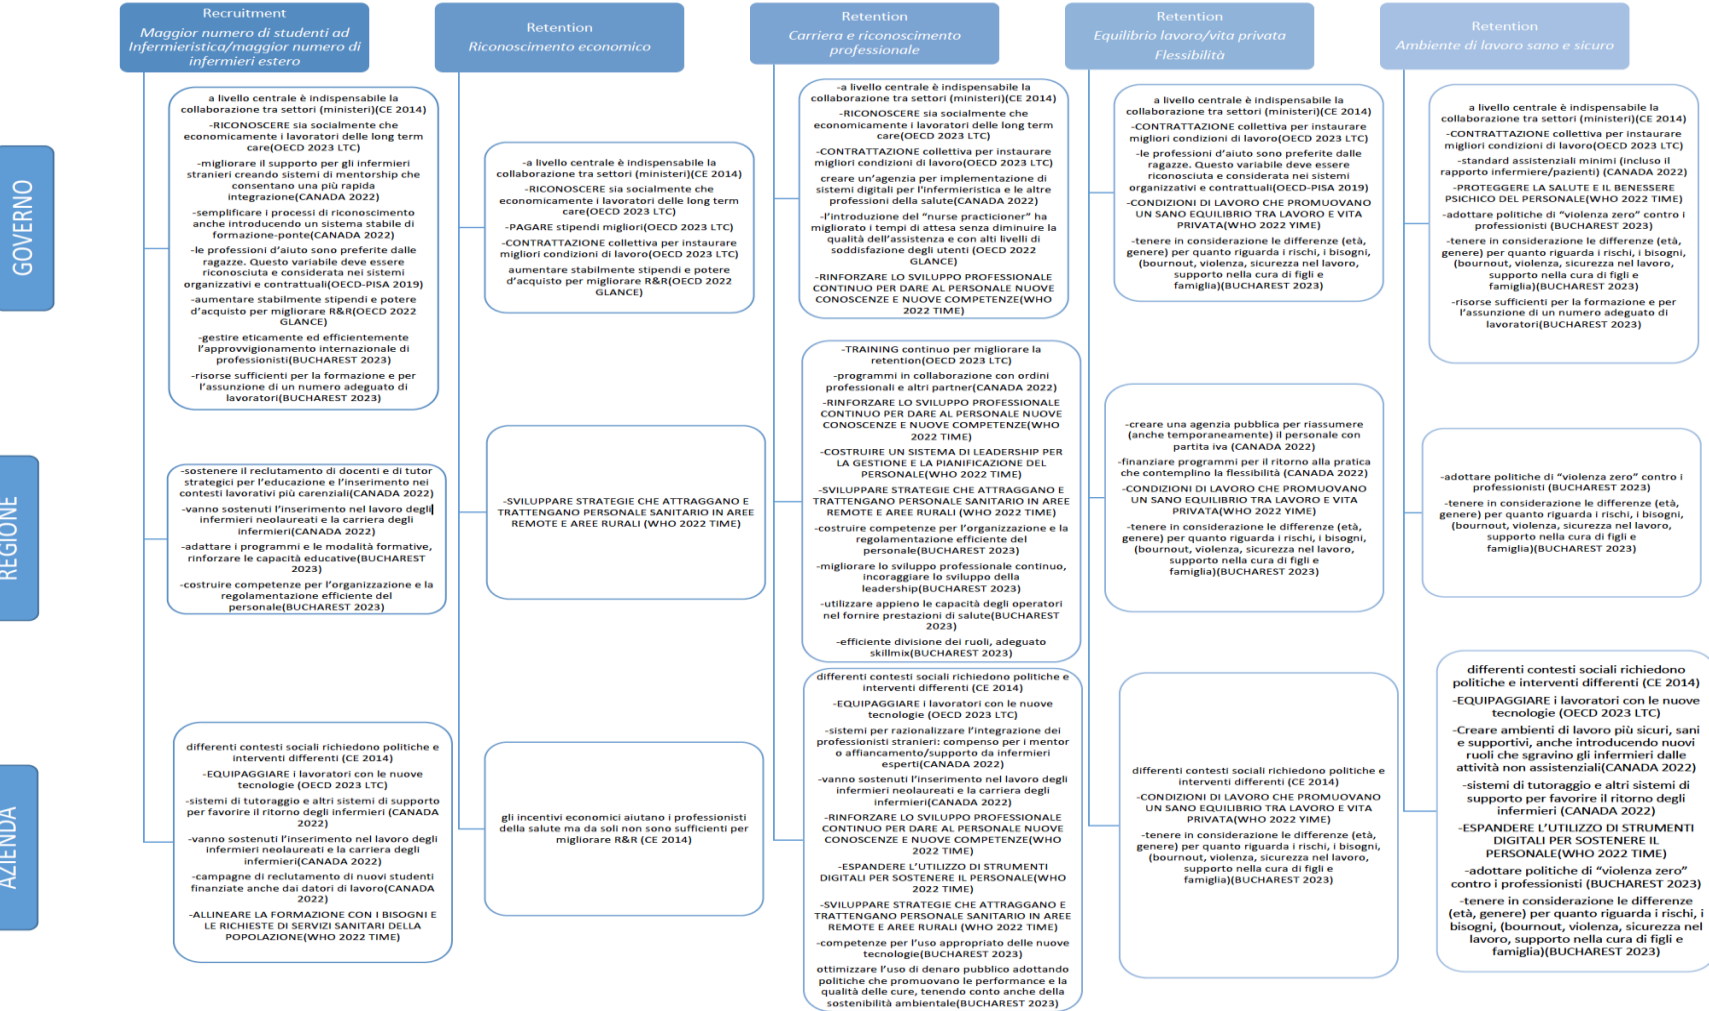 Recruitment
Maggior numero di studenti ad
Infermieristica/maggior numero di
infermieri estero
Retention
Riconoscimento economico
Retention
Carriera e riconoscimento
professionale
Retention
Equilibrio lavoro/vita privata
Flessibilità
Retention
Ambiente di lavoro sano e sicuro
GOVERNO
a livello centrale è indispensabile la
collaborazione tra settori (ministeri)(CE 2014)
-RICONOSCERE sia socialmente che
economicamente i lavoratori delle long term
care(OECD 2023 LTC)
-migliorare il supporto per gli infermieri
stranieri creando sistemi di mentorship che
consentano una più rapida
integrazione(CANADA 2022)
-semplificare i processi di riconoscimento
anche introducendo un sistema stabile di
formazione-ponte(CANADA 2022)
-le professioni d'aiuto sono preferite dalle
ragazze. Questo variabile deve essere
riconosciuta e considerata nei sistemi
organizzativi e contrattuali(OECD-PISA 2019)
-aumentare stabilmente stipendi e potere
d'acquisto per migliorare R&R(OECD 2022
GLANCE)
-gestire eticamente ed efficientemente
l'approvvigionamento internazionale di
professionisti(BUCHAREST 2023)
-risorse sufficienti per la formazione e per
l'assunzione di un numero adeguato di
lavoratori(BUCHAREST 2023)
-a livello centrale è indispensabile la
collaborazione tra settori (ministeri)(CE 2014)
-RICONOSCERE sia socialmente che
economicamente i lavoratori delle long term
care(OECD 2023 LTC)
-PAGARE stipendi migliori(OECD 2023 LTC)
-CONTRATTAZIONE collettiva per instaurare
migliori condizioni di lavoro(OECD 2023 LTC)
aumentare stabilmente stipendi e potere
d'acquisto per migliorare R&R(OECD 2022
GLANCE)
-a livello centrale è indispensabile la
collaborazione tra settori (ministeri)(CE 2014)
-RICONOSCERE sia socialmente che
economicamente i lavoratori delle long term
care(OECD 2023 LTC)
-CONTRATTAZIONE collettiva per instaurare
migliori condizioni di lavoro(OECD 2023 LTC)
creare un'agenzia per implementazione di
sistemi digitali per l'infermieristica e le altre
professioni della salute(CANADA 2022)
-l'introduzione del "nurse practicioner" ha
migliorato i tempi di attesa senza diminuire la
qualità dell'assistenza e con alti livelli di
soddisfazione degli utenti (OECD 2022
GLANCE)
-RINFORZARE LO SVILUPPO PROFESSIONALE
CONTINUO PER DARE AL PERSONALE NUOVE
CONOSCENZE E NUOVE COMPETENZE(WHO
2022 TIME)
a livello centrale è indispensabile la
collaborazione tra settori (ministeri)(CE 2014)
-CONTRATTAZIONE collettiva per instaurare
migliori condizioni di lavoro(OECD 2023 LTC)
-le professioni d'aiuto sono preferite dalle
ragazze. Questo variabile deve essere
riconosciuta e considerata nei sistemi
organizzativi e contrattuali(OECD-PISA 2019)
-CONDIZIONI DI LAVORO CHE PROMUOVANO
UN SANO EQUILIBRIO TRA LAVORO E VITA
PRIVATA(WHO 2022 YIME)
-tenere in considerazione le differenze (età,
genere) per quanto riguarda i rischi, i bisogni,
(bournout, violenza, sicurezza nel lavoro,
supporto nella cura di figli e
famiglia)(BUCHAREST 2023)
a livello centrale è indispensabile la
collaborazione tra settori (ministeri)(CE 2014)
-CONTRATTAZIONE collettiva per instaurare
migliori condizioni di lavoro(OECD 2023 LTC)
-standard assistenziali minimi (incluso il
rapporto infermiere/pazienti) (CANADA 2022)
-PROTEGGERE LA SALUTE E IL BENESSERE
PSICHICO DEL PERSONALE(WHO 2022 TIME)
-adottare politiche di "violenza zero" contro i
professionisti (BUCHAREST 2023)
-tenere in considerazione le differenze (età,
genere) per quanto riguarda i rischi, i bisogni,
(bournout, violenza, sicurezza nel lavoro,
supporto nella cura di figli e
famiglia)(BUCHAREST 2023)
-risorse sufficienti per la formazione e per
l'assunzione di un numero adeguato di
lavoratori(BUCHAREST 2023)
REGIONE
-sostenere il reclutamento di docenti e di tutor
strategici per l'educazione e l'inserimento nei
contesti lavorativi più carenziali(CANADA 2022)
-vanno sostenuti l'inserimento nel lavoro degli
infermieri neolaureati e la carriera degli
infermieri(CANADA 2022)
-adattare i programmi e le modalità formative,
rinforzare le capacità educative(BUCHAREST
2023)
-costruire competenze per l'organizzazione e la
regolamentazione efficiente del
personale(BUCHAREST 2023)
-SVILUPPARE STRATEGIE CHE ATTRAGGANO E
TRATTENGANO PERSONALE SANITARIO IN AREE
REMOTE E AREE RURALI (WHO 2022 TIME)
-TRAINING continuo per migliorare la
retention(OECD 2023 LTC)
-programmi in collaborazione con ordini
professionali e altri partner(CANADA 2022)
-RINFORZARE LO SVILUPPO PROFESSIONALE
CONTINUO PER DARE AL PERSONALE NUOVE
CONOSCENZE E NUOVE COMPETENZE(WHO
2022 TIME)
-COSTRUIRE UN SISTEMA DI LEADERSHIP PER
LA GESTIONE E LA PIANIFICAZIONE DEL
PERSONALE(WHO 2022 TIME)
-SVILUPPARE STRATEGIE CHE ATTRAGGANO E
TRATTENGANO PERSONALE SANITARIO IN AREE
REMOTE E AREE RURALI (WHO 2022 TIME)
-costruire competenze per l'organizzazione e la
regolamentazione efficiente del
personale(BUCHAREST 2023)
-migliorare lo sviluppo professionale continuo,
incoraggiare lo sviluppo della
leadership(BUCHAREST 2023)
-utilizzare appieno le capacità degli operatori
nel fornire prestazioni di salute(BUCHAREST
2023)
-efficiente divisione dei ruoli, adeguato
skillmix(BUCHAREST 2023)
-creare una agenzia pubblica per riassumere
(anche temporaneamente) il personale con
partita iva (CANADA 2022)
-finanziare programmi per il ritorno alla pratica
che contemplino la flessibilità (CANADA 2022)
-CONDIZIONI DI LAVORO CHE PROMUOVANO
UN SANO EQUILIBRIO TRA LAVORO E VITA
PRIVATA(WHO 2022 YIME)
-tenere in considerazione le differenze (età,
genere) per quanto riguarda i rischi, i bisogni,
(bournout, violenza, sicurezza nel lavoro,
supporto nella cura di figli e
famiglia)(BUCHAREST 2023)
-adottare politiche di "violenza zero" contro i
professionisti (BUCHAREST 2023)
-tenere in considerazione le differenze (età,
genere) per quanto riguarda i rischi, i bisogni,
(bournout, violenza, sicurezza nel lavoro,
supporto nella cura di figli e
famiglia)(BUCHAREST 2023)
AZIENDA
differenti contesti sociali richiedono politiche e
interventi differenti (CE 2014)
-EQUIPAGGIARE i lavoratori con le nuove
tecnologie (OECD 2023 LTC)
-sistemi di tutoraggio e altri sistemi di supporto
per favorire il ritorno degli infermieri (CANADA
2022)
-vanno sostenuti l'inserimento nel lavoro degli
infermieri neolaureati e la carriera degli
infermieri(CANADA 2022)
-campagne di reclutamento di nuovi studenti
finanziate anche dai datori di lavoro(CANADA
2022)
-ALLINEARE LA FORMAZIONE CON I BISOGNI E
LE RICHIESTE DI SERVIZI SANITARI DELLA
POPOLAZIONE(WHO 2022 TIME)
gli incentivi economici aiutano i professionisti
della salute ma da soli non sono sufficienti per
migliorare R&R (CE 2014)
differenti contesti sociali richiedono politiche e
interventi differenti (CE 2014)
-EQUIPAGGIARE i lavoratori con le nuove
tecnologie (OECD 2023 LTC)
-sistemi per razionalizzare l'integrazione dei
professionisti stranieri: compenso per i mentor
o affiancamento/supporto da infermieri
esperti(CANADA 2022)
-vanno sostenuti l'inserimento nel lavoro degli
infermieri neolaureati e la carriera degli
infermieri(CANADA 2022)
-RINFORZARE LO SVILUPPO PROFESSIONALE
CONTINUO PER DARE AL PERSONALE NUOVE
CONOSCENZE E NUOVE COMPETENZE(WHO
2022 TIME)
-ESPANDERE L'UTILIZZO DI STRUMENTI
DIGITALI PER SOSTENERE IL PERSONALE(WHO
2022 TIME)
-SVILUPPARE STRATEGIE CHE ATTRAGGANO E
TRATTENGANO PERSONALE SANITARIO IN AREE
REMOTE E AREE RURALI (WHO 2022 TIME)
-competenze per l'uso appropriato delle nuove
tecnologie(BUCHAREST 2023)
ottimizzare l'uso di denaro pubblico adottando
politiche che promuovano le performance e la
qualità delle cure, tenendo conto anche della
sostenibilità ambientale(BUCHAREST 2023)
differenti contesti sociali richiedono politiche e
interventi differenti (CE 2014)
-CONDIZIONI DI LAVORO CHE PROMUOVANO
UN SANO EQUILIBRIO TRA LAVORO E VITA
PRIVATA(WHO 2022 YIME)
-tenere in considerazione le differenze (età,
genere) per quanto riguarda i rischi, i bisogni,
(bournout, violenza, sicurezza nel lavoro,
supporto nella cura di figli e
famiglia)(BUCHAREST 2023)
differenti contesti sociali richiedono
politiche e interventi differenti (CE 2014)
-EQUIPAGGIARE i lavoratori con le nuove
tecnologie (OECD 2023 LTC)
-Creare ambienti di lavoro più sicuri, sani
e supportivi, anche introducendo nuovi
ruoli che sgravino gli infermieri dalle
attività non assistenziali(CANADA 2022)
-sistemi di tutoraggio e altri sistemi di
supporto per favorire il ritorno degli
infermieri (CANADA 2022)
-ESPANDERE L'UTILIZZO DI STRUMENTI
DIGITALI PER SOSTENERE IL
PERSONALE(WHO 2022 TIME)
-adottare politiche di "violenza zero"
contro i professionisti (BUCHAREST 2023)
-tenere in considerazione le differenze
(età, genere) per quanto riguarda i rischi, i
bisogni, (bournout, violenza, sicurezza nel
lavoro, supporto nella cura di figli e
famiglia)(BUCHAREST 2023)